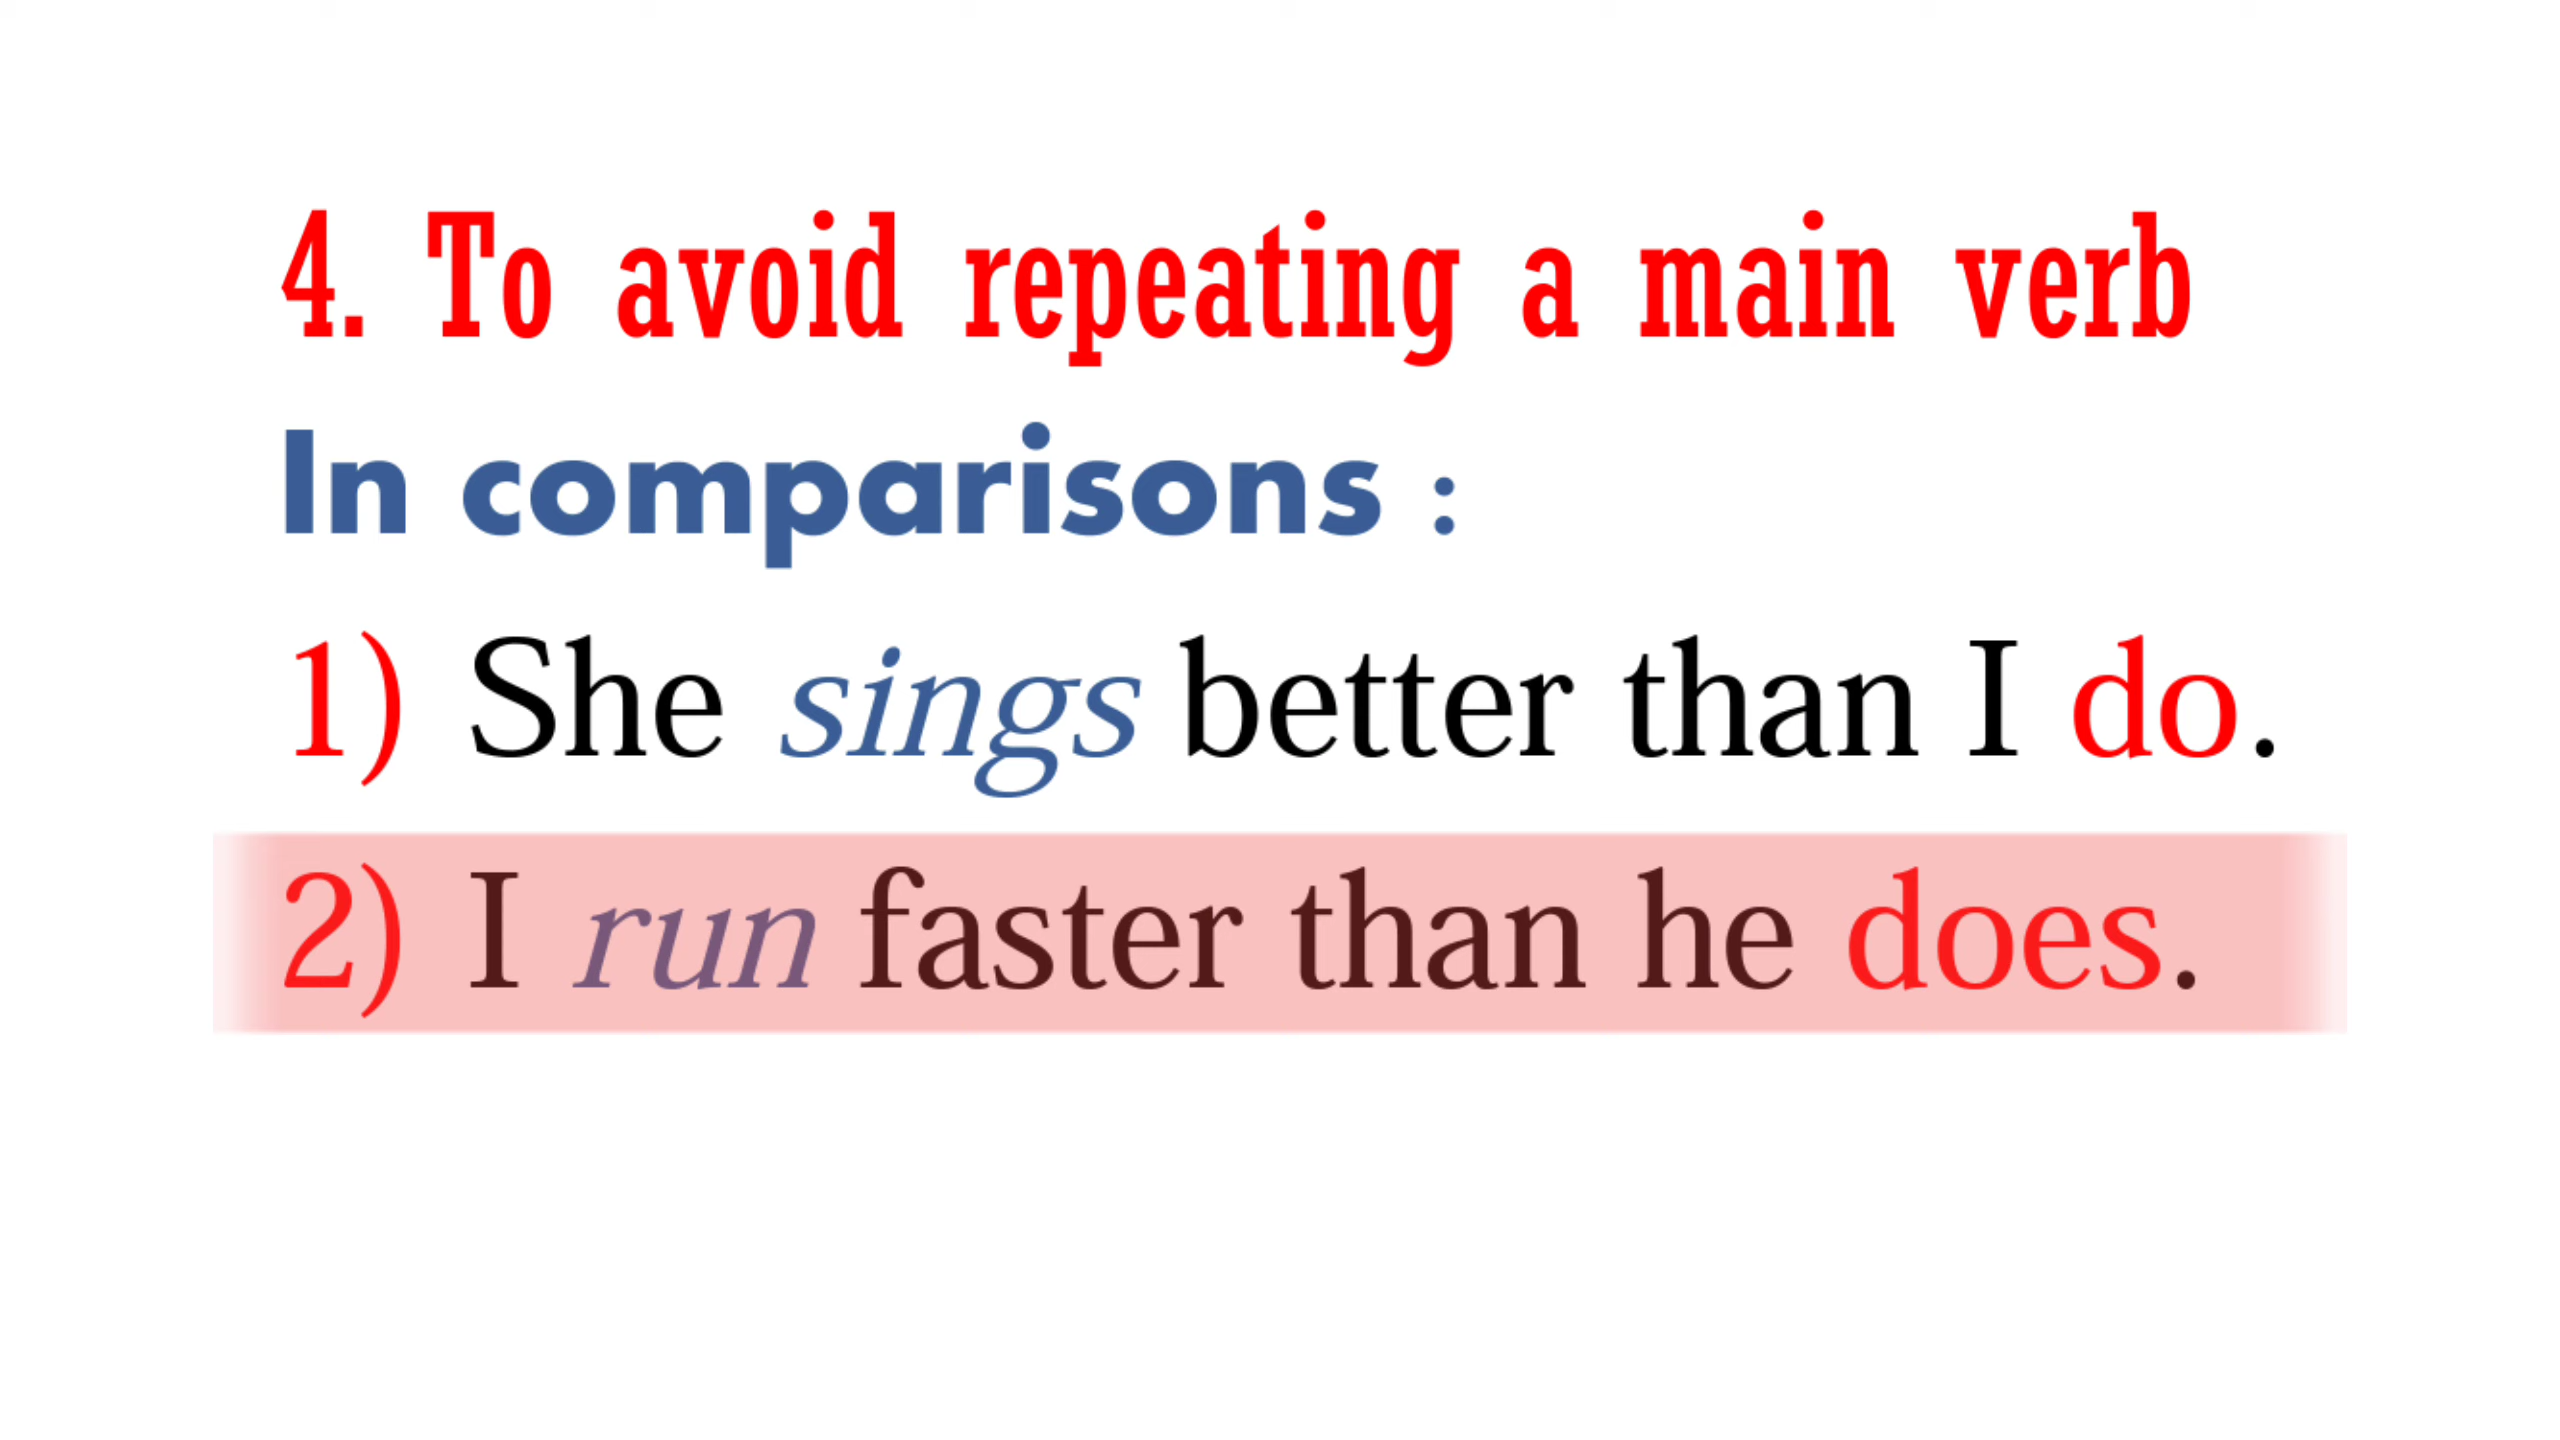 4. To avoid repeating a main verb
In comparisons :
1) She sings better than I do.
2) I run faster than he does.